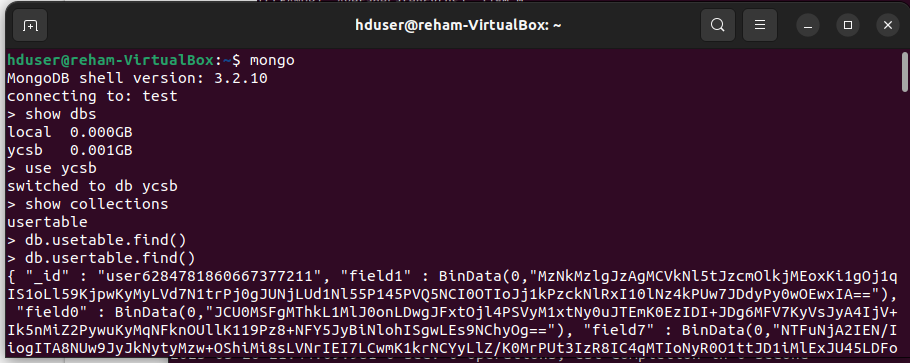 hduser@reham-VirtualBox: ~
hduser@reham-VirtualBox:~$ mongo
MongoDB shell version: 3.2.10
connecting to: test
> show dbs
local  0.000GB
ycsb   0.001GB
> use ycsb
switched to db ycsb
> show collections
usertable
> db.usetable.find()
> db.usertable.find()
{ "_id" : "user6284781860667377211", "field1" : BinData(0,"MzNkMzlgJzAgMCVkNl5tJzcmOlkjMEoxKi1gOj1q
IS1oLl59KjpwKyMyLVd7N1trPj0gJUNjLUd1Nl55P145PVQ5NCI0OTIoJj1kPzckNlRxI10lNz4kPUw7JDdyPy0wOEwxIA=="),
"field0" : BinData(0,"JCU0MSFgMThkL1MlJ0onLDwgJFxtOjl4PSVyM1xtNy0uJTEmK0EzIDI+JDg6MFV7KyVsJyA4IjV+
Ik5nMiZ2PywuKyMqNFknOUllK119Pz8+NFY5JyBiNlohISgwLEs9NChyOg=="), "field7" : BinData(0,"NTFuNjA2IEN/I
iogITA8NUw9JyJkNytyMzw+OShiMi8sLVNrIEI7LCwmK1krNCYyLlZ/K0MrPUt3IzR8IC4qMTIoNyR0O1ttJD1iMlExJU45LDFo